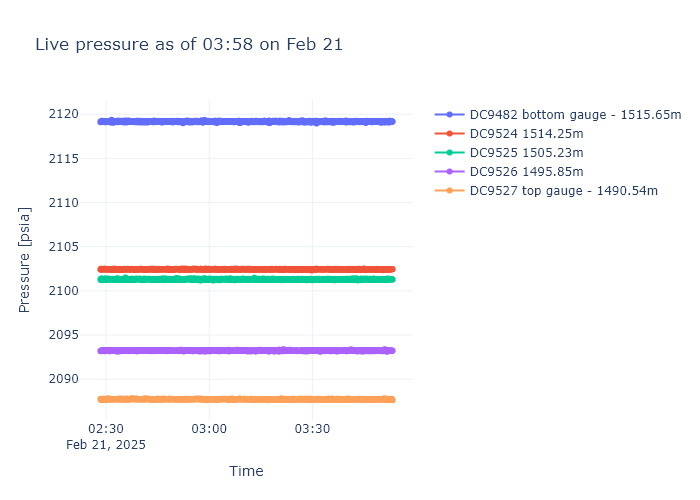 Live pressure as of 03:58 on Feb 21
2120
2115
2110
2105
2100
2095
2090
Pressure [psia]
02:30
Feb 21, 2025
03:00
03:30
Time
DC9482 bottom gauge - 1515.65m
DC9524 1514.25m
DC9525 1505.23m
DC9526 1495.85m
DC9527 top gauge - 1490.54m